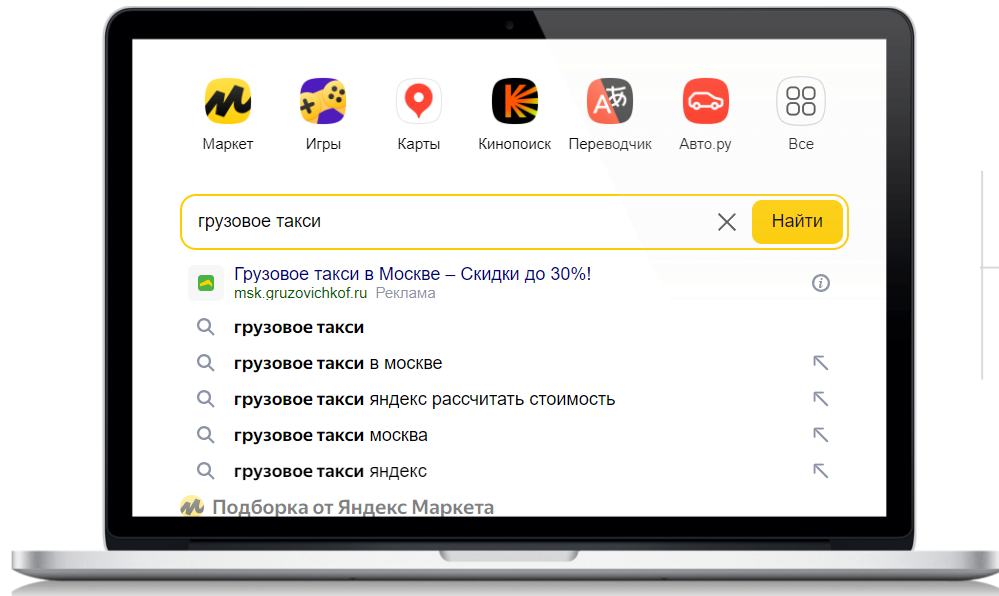 Маркет Игры Карты Кинопоиск Переводчик Авто.ру Все
грузовое такси Найти
Грузовое такси в Москве – Скидки до 30%!
msk.gruzovichkof.ru Реклама
грузовое такси
грузовое такси в москве
грузовое такси яндекс рассчитать стоимость
грузовое такси москва
грузовое такси яндекс
Подборка от Яндекс Маркета